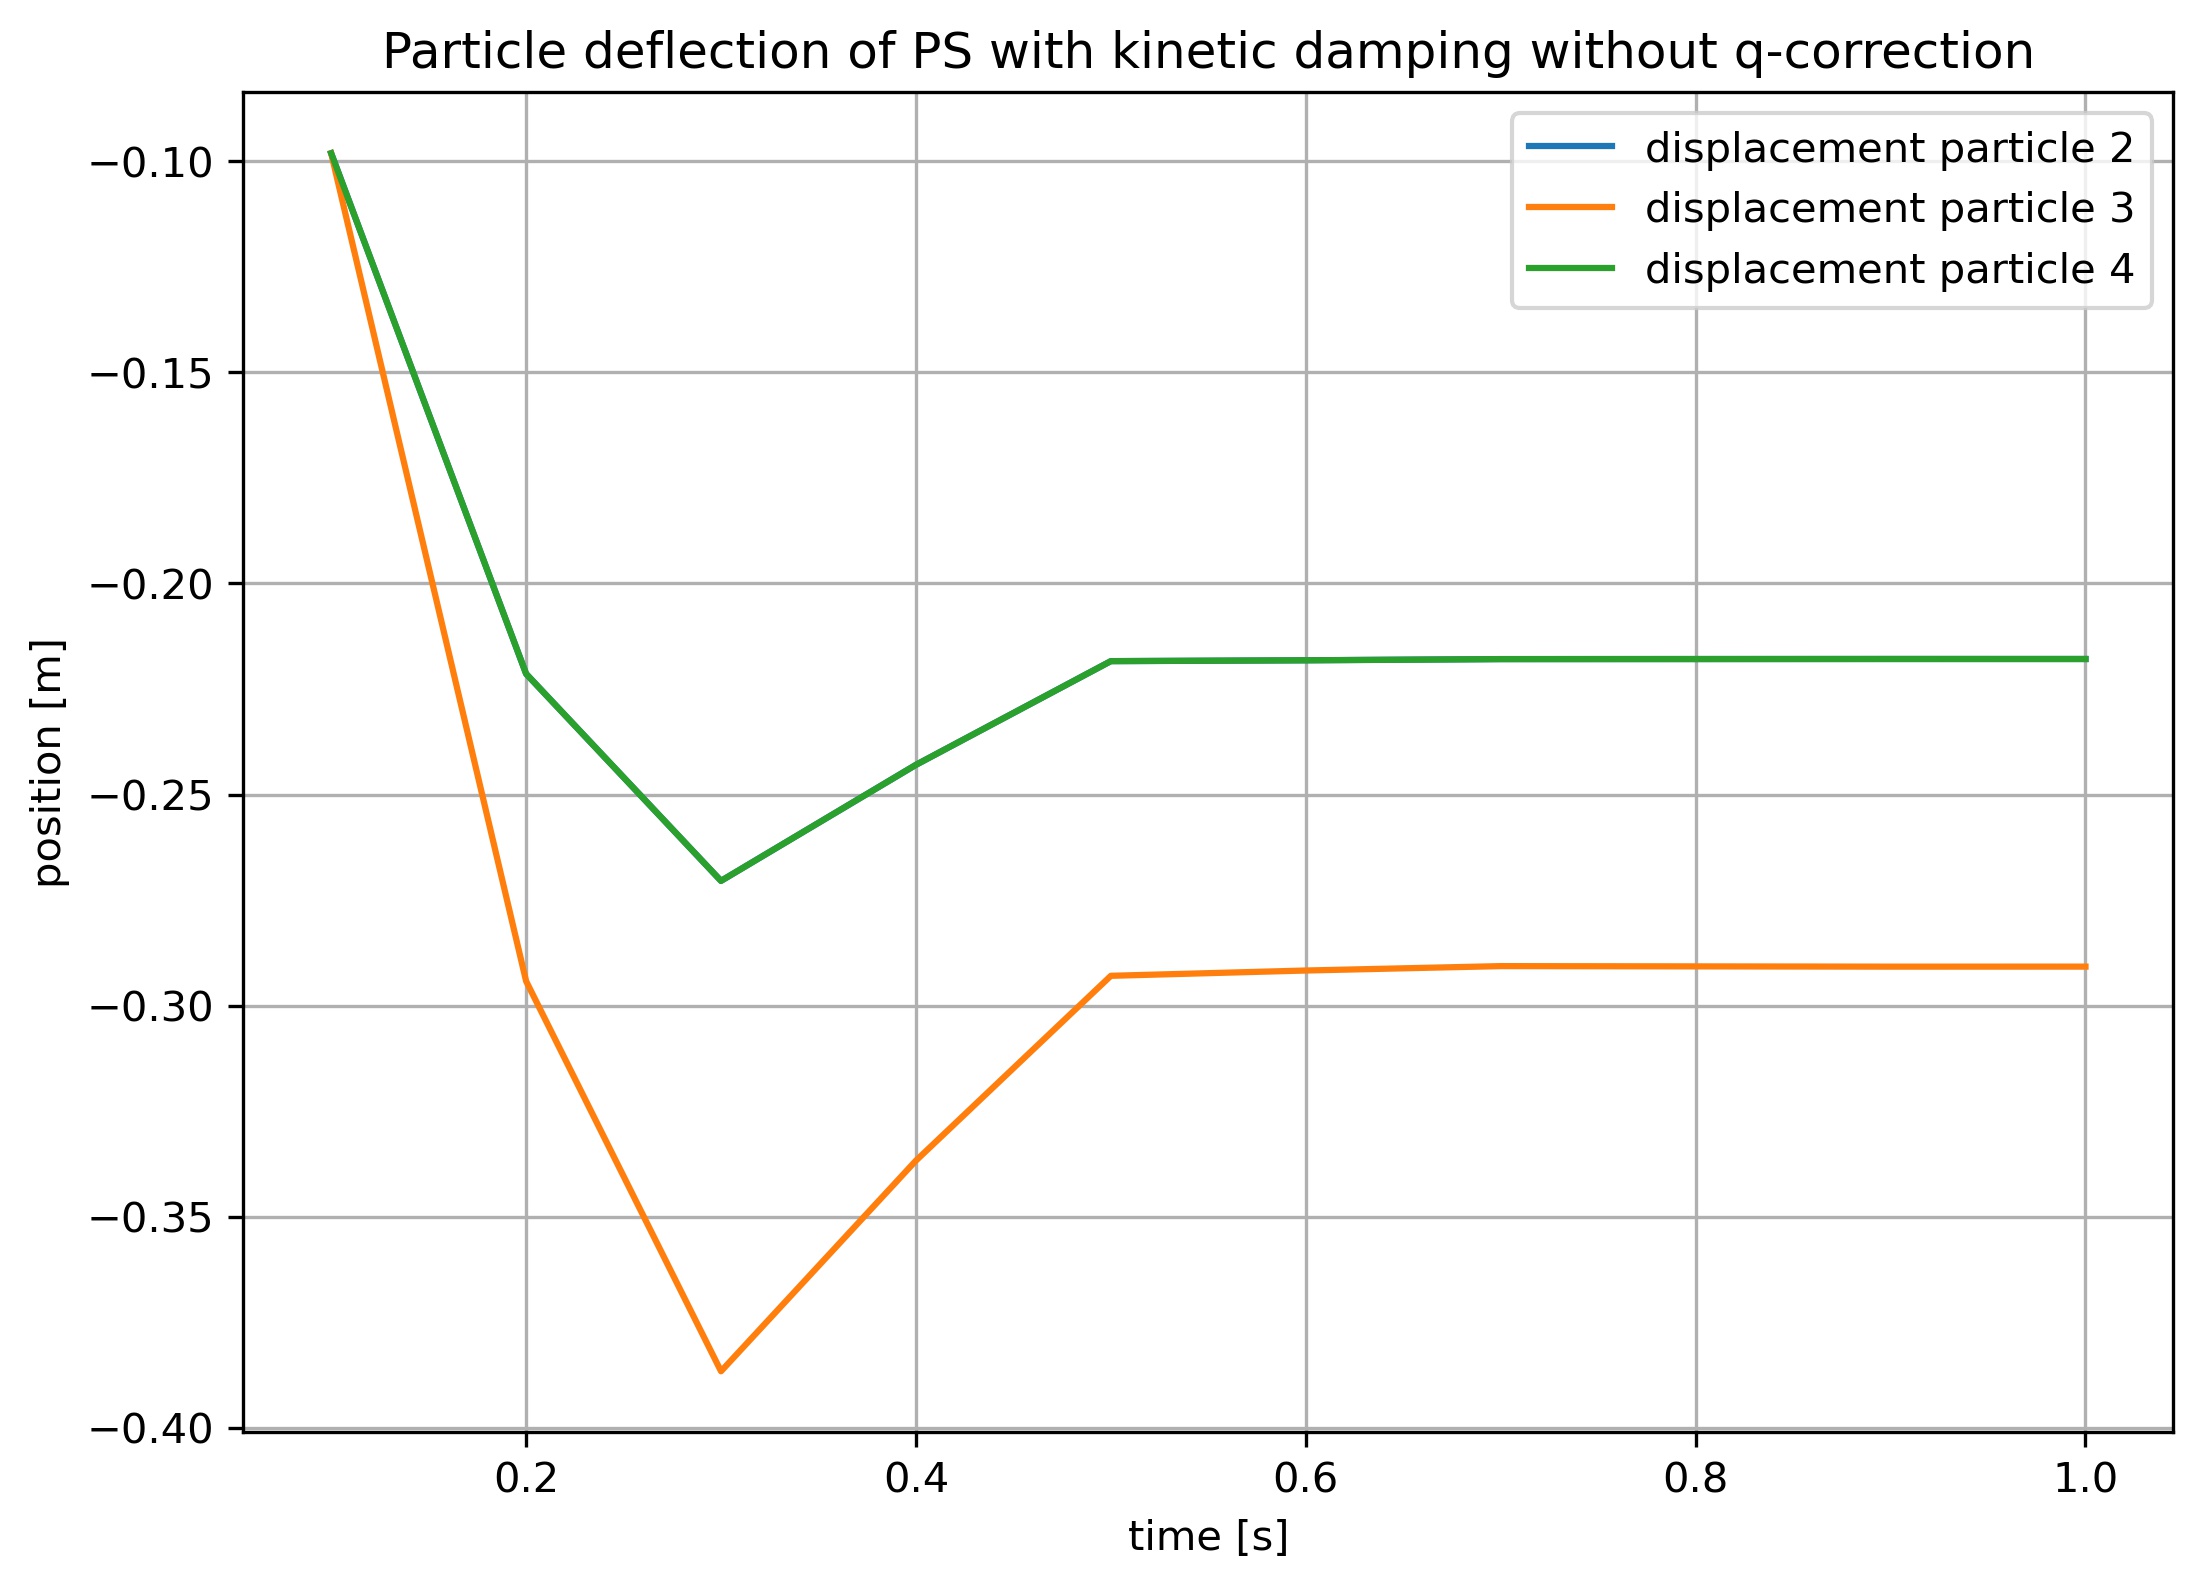 Particle deflection of PS with kinetic damping without q-correction
displacement particle 2
displacement particle 3
displacement particle 4
position [m]
−0.10
−0.15
−0.20
−0.25
−0.30
−0.35
−0.40
0.2 0.4 0.6 0.8 1.0
time [s]